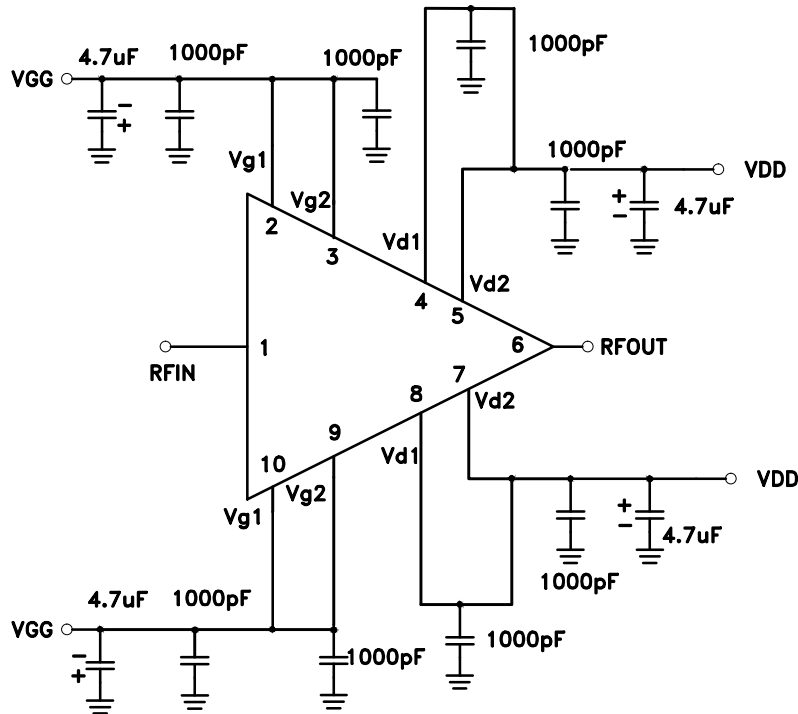 4.7uF 1000pF 1000pF 1000pF
VGG
−
+
Vg1
Vg2
1000pF
VDD
+
−
4.7uF
2
3
Vd1
4
Vd2
5
1
6
RFOUT
RFIN
7
8
Vd2
9
Vd1
10
Vg2
Vg1
VDD
+
−
4.7uF
1000pF
4.7uF 1000pF
VGG
1000pF
1000pF
−
+